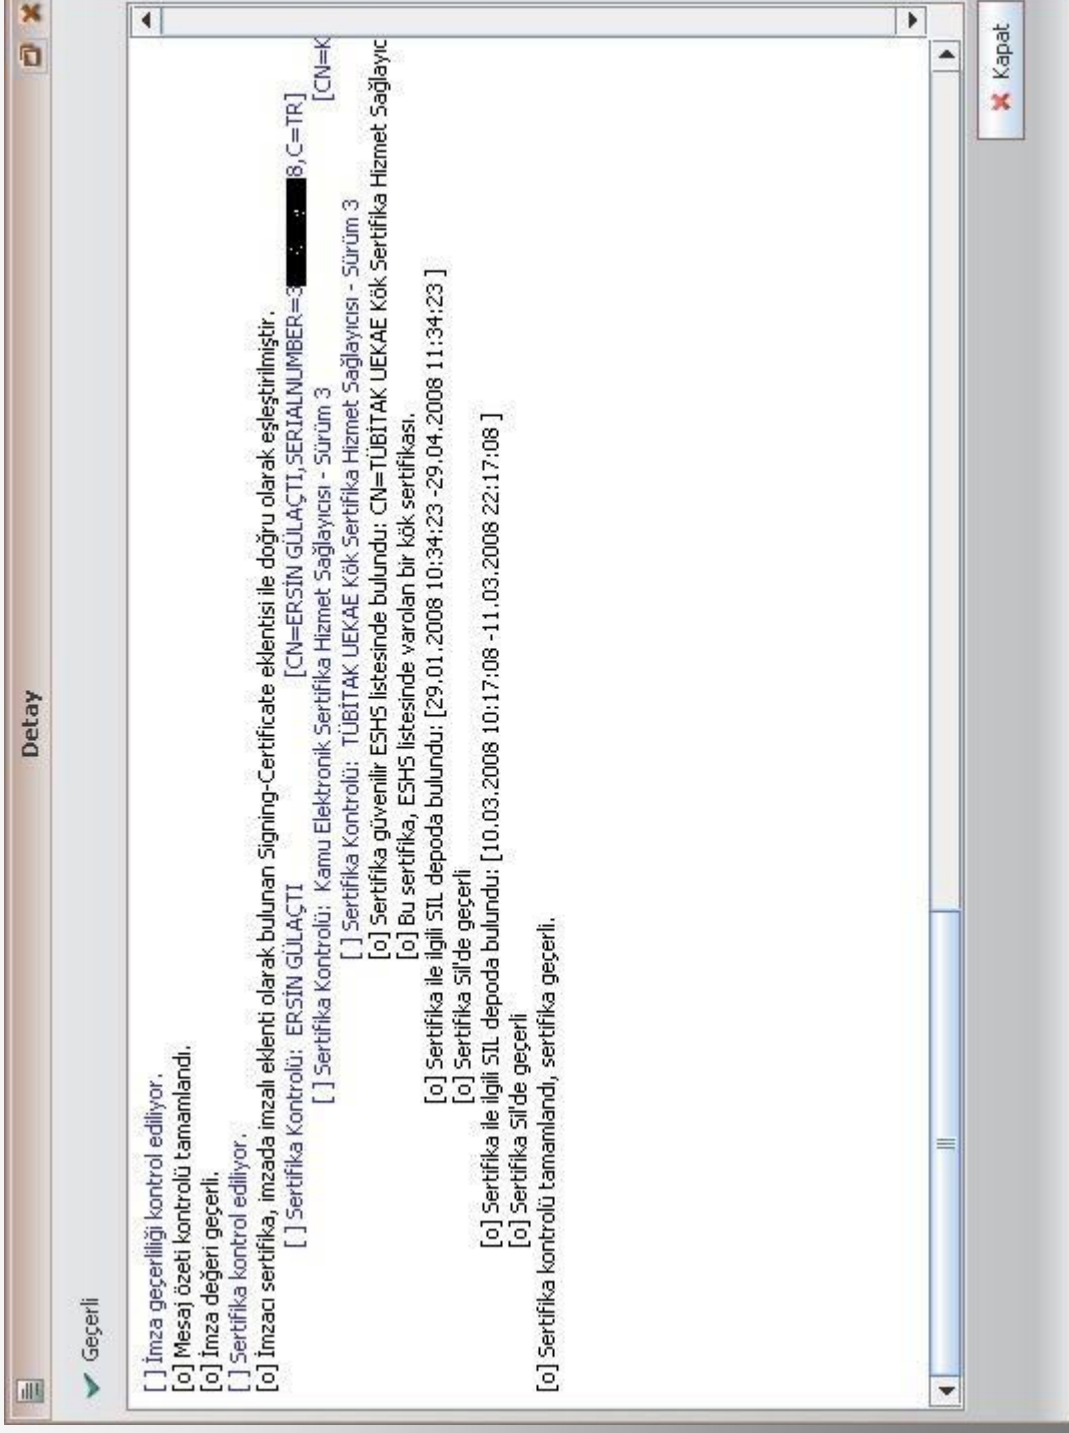 Detay
Geçerli
[ ] İmza geçerliliği kontrol ediliyor.
[o] Mesaj özeti kontrolü tamamlandı.
[o] İmza değeri geçerli.
[ ] Sertifika kontrol ediliyor.
[o] İmzacı sertifika, imzada imzalı eklenti olarak bulunan Signing-Certificate eklentisi ile doğru olarak eşleştirilmiştir.
[ ] Sertifika Kontrolü: ERSİN GÜLAÇTI [CN=ERSİN GÜLAÇTI,SERIALNUMBER=3 8,C=TR]
[ ] Sertifika Kontrolü: Kamu Elektronik Sertifika Hizmet Sağlayıcısı - Sürüm 3 [CN=K
[ ] Sertifika Kontrolü: TÜBİTAK UEKAE Kök Sertifika Hizmet Sağlayıcısı - Sürüm 3
[o] Sertifika güvenilir ESHS listesinde bulundu: CN=TÜBİTAK UEKAE Kök Sertifika Hizmet Sağlayıc
[o] Bu sertifika, ESHS listesinde varolan bir kök sertifikası.
[o] Sertifika ile ilgili SIL depoda bulundu: [29.01.2008 10:34:23 -29.04.2008 11:34:23 ]
[o] Sertifika Sil'de geçerli
[o] Sertifika ile ilgili SIL depoda bulundu: [10.03.2008 10:17:08 -11.03.2008 22:17:08 ]
[o] Sertifika Sil'de geçerli
[o] Sertifika kontrolü tamamlandı, sertifika geçerli.
Kapat